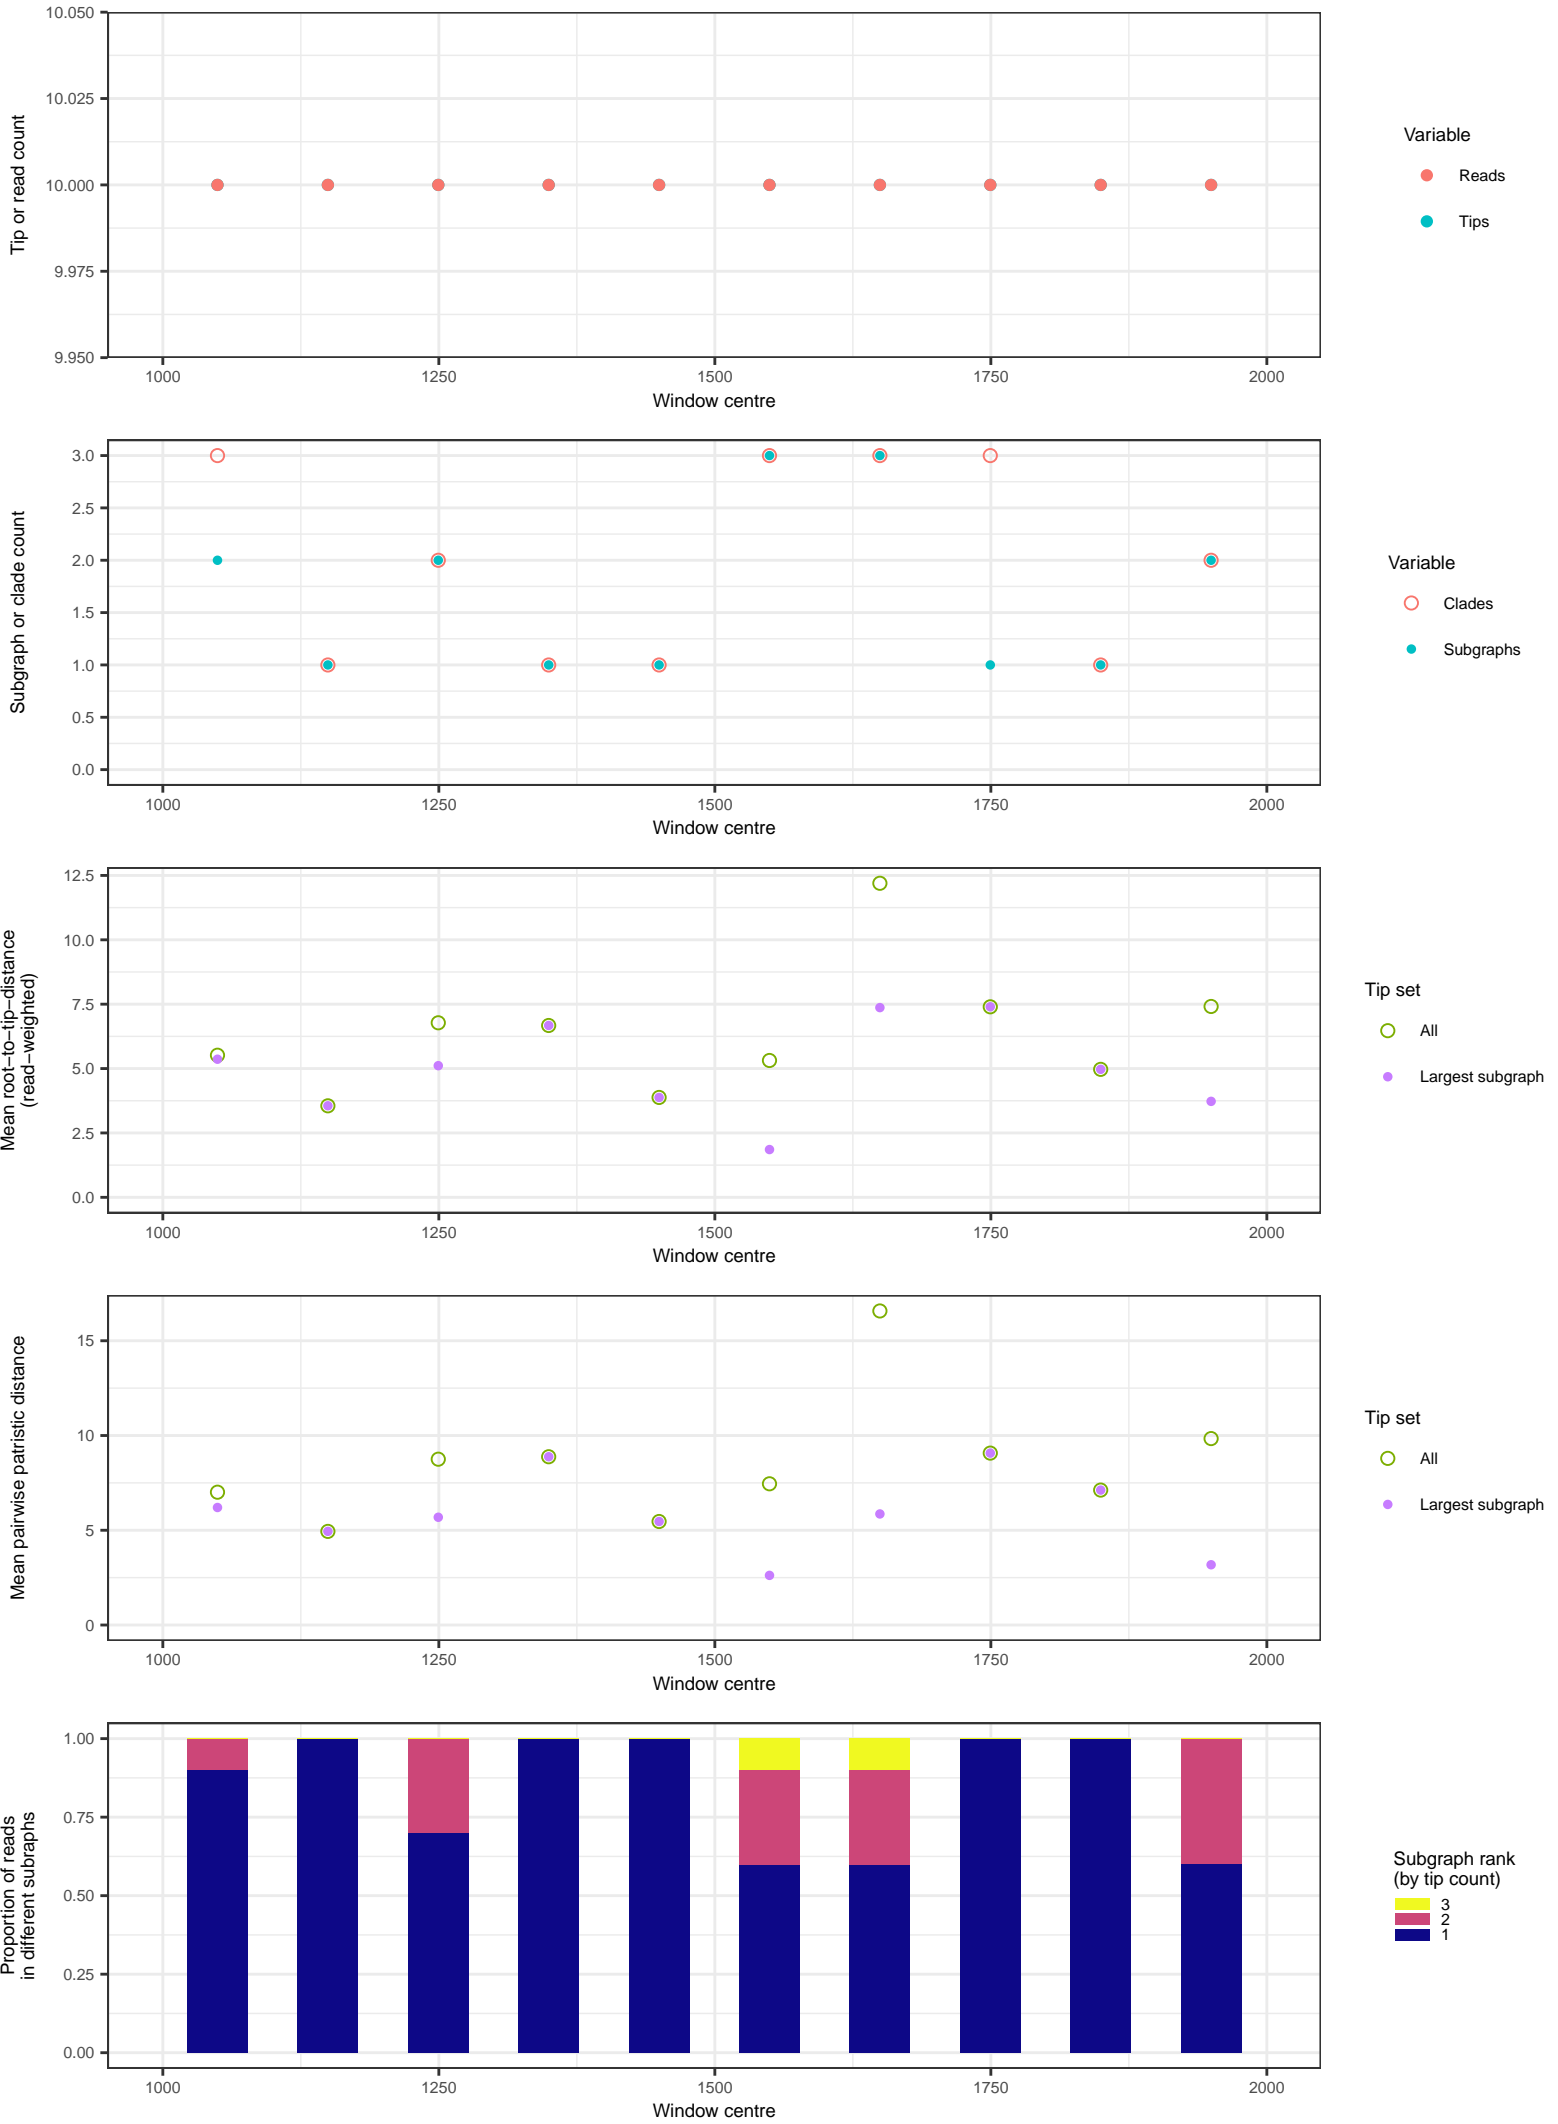 10.050
10.025
10.000
9.975
9.950
Tip or read count
1000 1250 1500 1750 2000
Window centre
Variable
Reads
Tips
3.0
2.5
2.0
1.5
1.0
0.5
0.0
Subgraph or clade count
1000 1250 1500 1750 2000
Window centre
Variable
Clades
Subgraphs
12.5
10.0
7.5
5.0
2.5
0.0
Mean root−to−tip−distance
(read−weighted)
1000 1250 1500 1750 2000
Window centre
Tip set
All
Largest subgraph
15
10
5
0
Mean pairwise patristic distance
1000 1250 1500 1750 2000
Window centre
Tip set
All
Largest subgraph
1.00
0.75
0.50
0.25
0.00
Proportion of reads
in different subraphs
1000 1250 1500 1750 2000
Window centre
Subgraph rank
(by tip count)
3
2
1